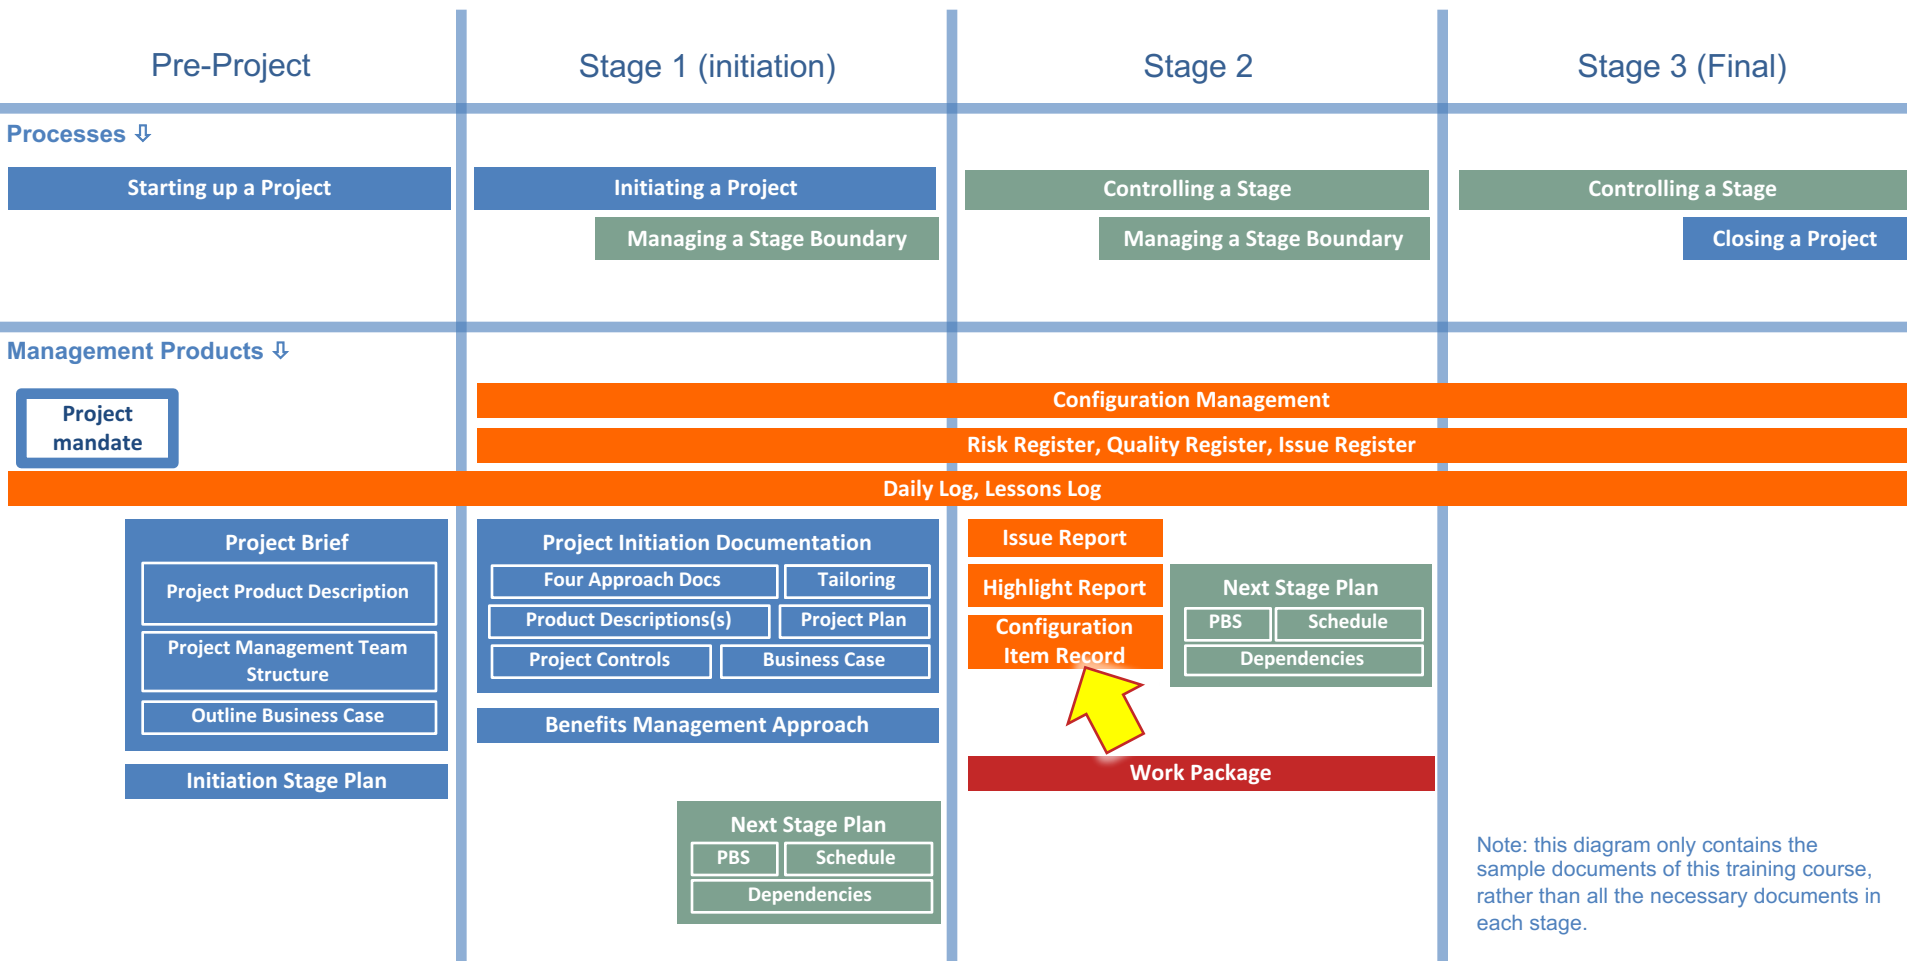 Pre-Project
Stage 1 (initiation)
Stage 2
Stage 3 (Final)
Processes ⇩
Starting up a Project
Initiating a Project
Controlling a Stage
Controlling a Stage
Managing a Stage Boundary
Managing a Stage Boundary
Closing a Project
Management Products ⇩
Project
mandate
Configuration Management
Risk Register, Quality Register, Issue Register
Daily Log, Lessons Log
Project Brief
Project Product Description
Project Management Team
Structure
Outline Business Case
Initiation Stage Plan
Project Initiation Documentation
Four Approach Docs
Tailoring
Product Descriptions(s)
Project Plan
Project Controls
Business Case
Benefits Management Approach
Next Stage Plan
PBS
Schedule
Dependencies
Issue Report
Highlight Report
Configuration
Item Record
Next Stage Plan
PBS
Schedule
Dependencies
Work Package
Note: this diagram only contains the
sample documents of this training course,
rather than all the necessary documents in
each stage.